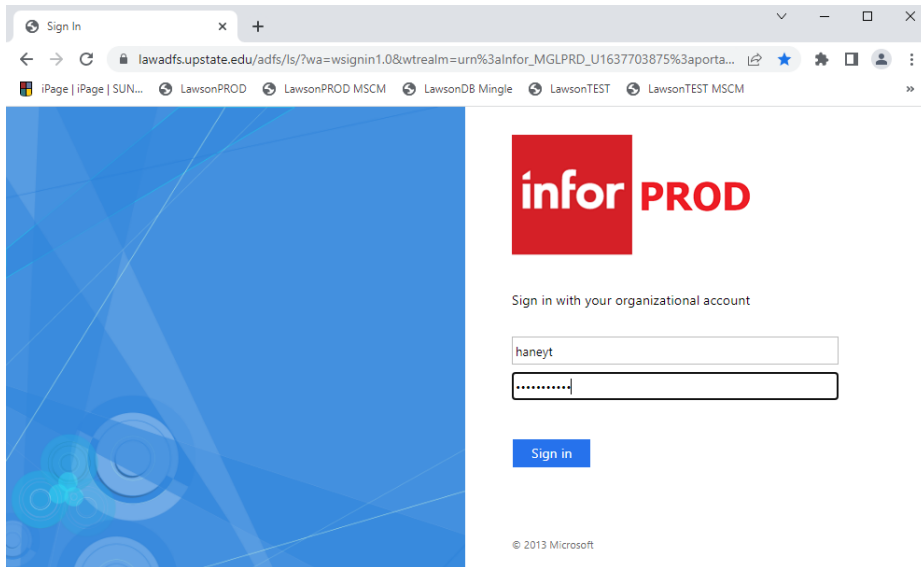 Sign In
lawadfs.upstate.edu/adfs/ls/?wa=wsignin1.0&wtrealm=urn%3aInfor_MGLPRD_U1637703875%3aporta...
iPage | iPage | SUN... LawsonPROD LawsonPROD MSCM LawsonDB Mingle LawsonTEST LawsonTEST MSCM »
infor PROD
Sign in with your organizational account
haneyt
•••••••••••
Sign in
© 2013 Microsoft